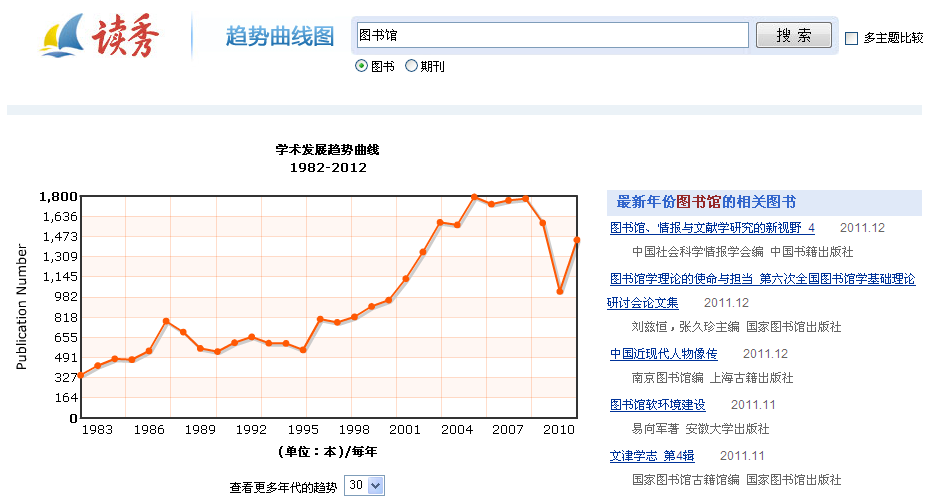 读秀
趋势曲线图
图书馆
搜 索
多主题比较
图书 期刊
学术发展趋势曲线
1982-2012
Publication Number
1,800
1,636
1,473
1,309
1,145
982
818
655
491
327
164
0
1983 1986 1989 1992 1995 1998 2001 2004 2007 2010
(单位：本)/每年
查看更多年代的趋势 30
最新年份图书馆的相关图书
图书馆、情报与文献学研究的新视野 4 2011.12
中国社会科学情报学会编 中国书籍出版社
图书馆学理论的使命与担当 第六次全国图书馆学基础理论
研讨会论文集 2011.12
刘兹恒，张久珍主编 国家图书馆出版社
中国近现代人物像传 2011.12
南京图书馆编 上海古籍出版社
图书馆软环境建设 2011.11
易向军著 安徽大学出版社
文津学志 第4辑 2011.11
国家图书馆古籍馆编 国家图书馆出版社